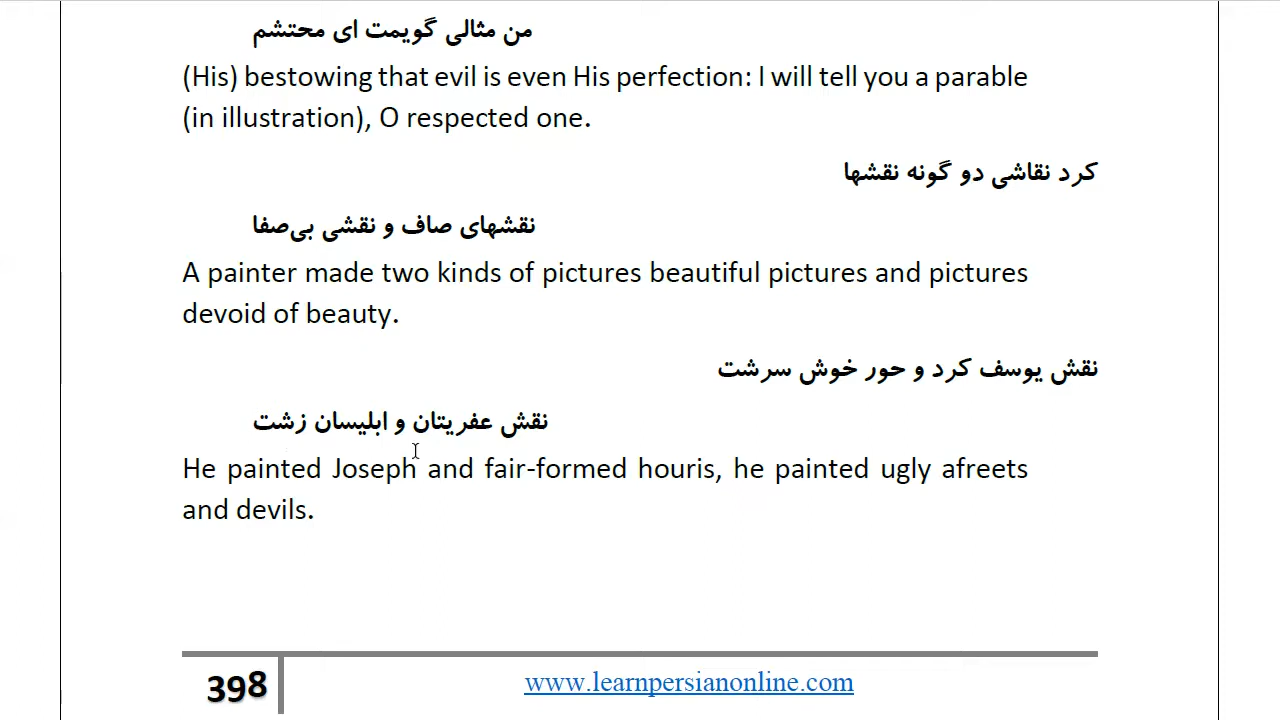 من مثالی گویمت ای محتشم
(His) bestowing that evil is even His perfection: I will tell you a parable
(in illustration), O respected one.
کرد نقاشی دو گونه نقشها
نقشهای صاف و نقشی بی‌صفا
A painter made two kinds of pictures beautiful pictures and pictures
devoid of beauty.
نقش یوسف کرد و حور خوش سرشت
نقش عفریتان و ابلیسان زشت
He painted Joseph and fair-formed houris, he painted ugly afreets
and devils.
398
www.learnpersianonline.com